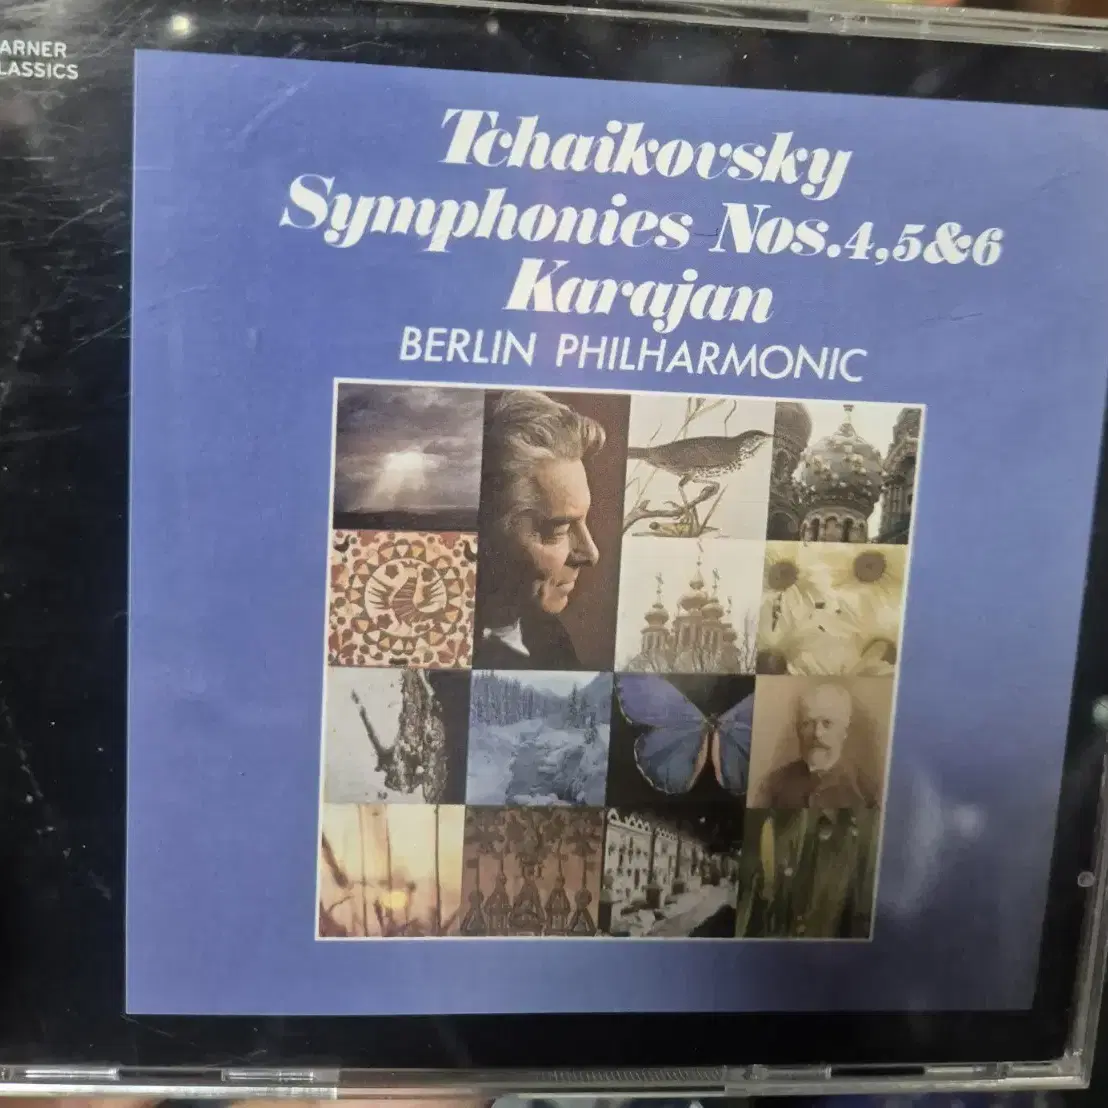 ARNER
LASSICS
Tchaikovsky
Symphonies Nos.4,5&6
Karajan
BERLIN PHILHARMONIC